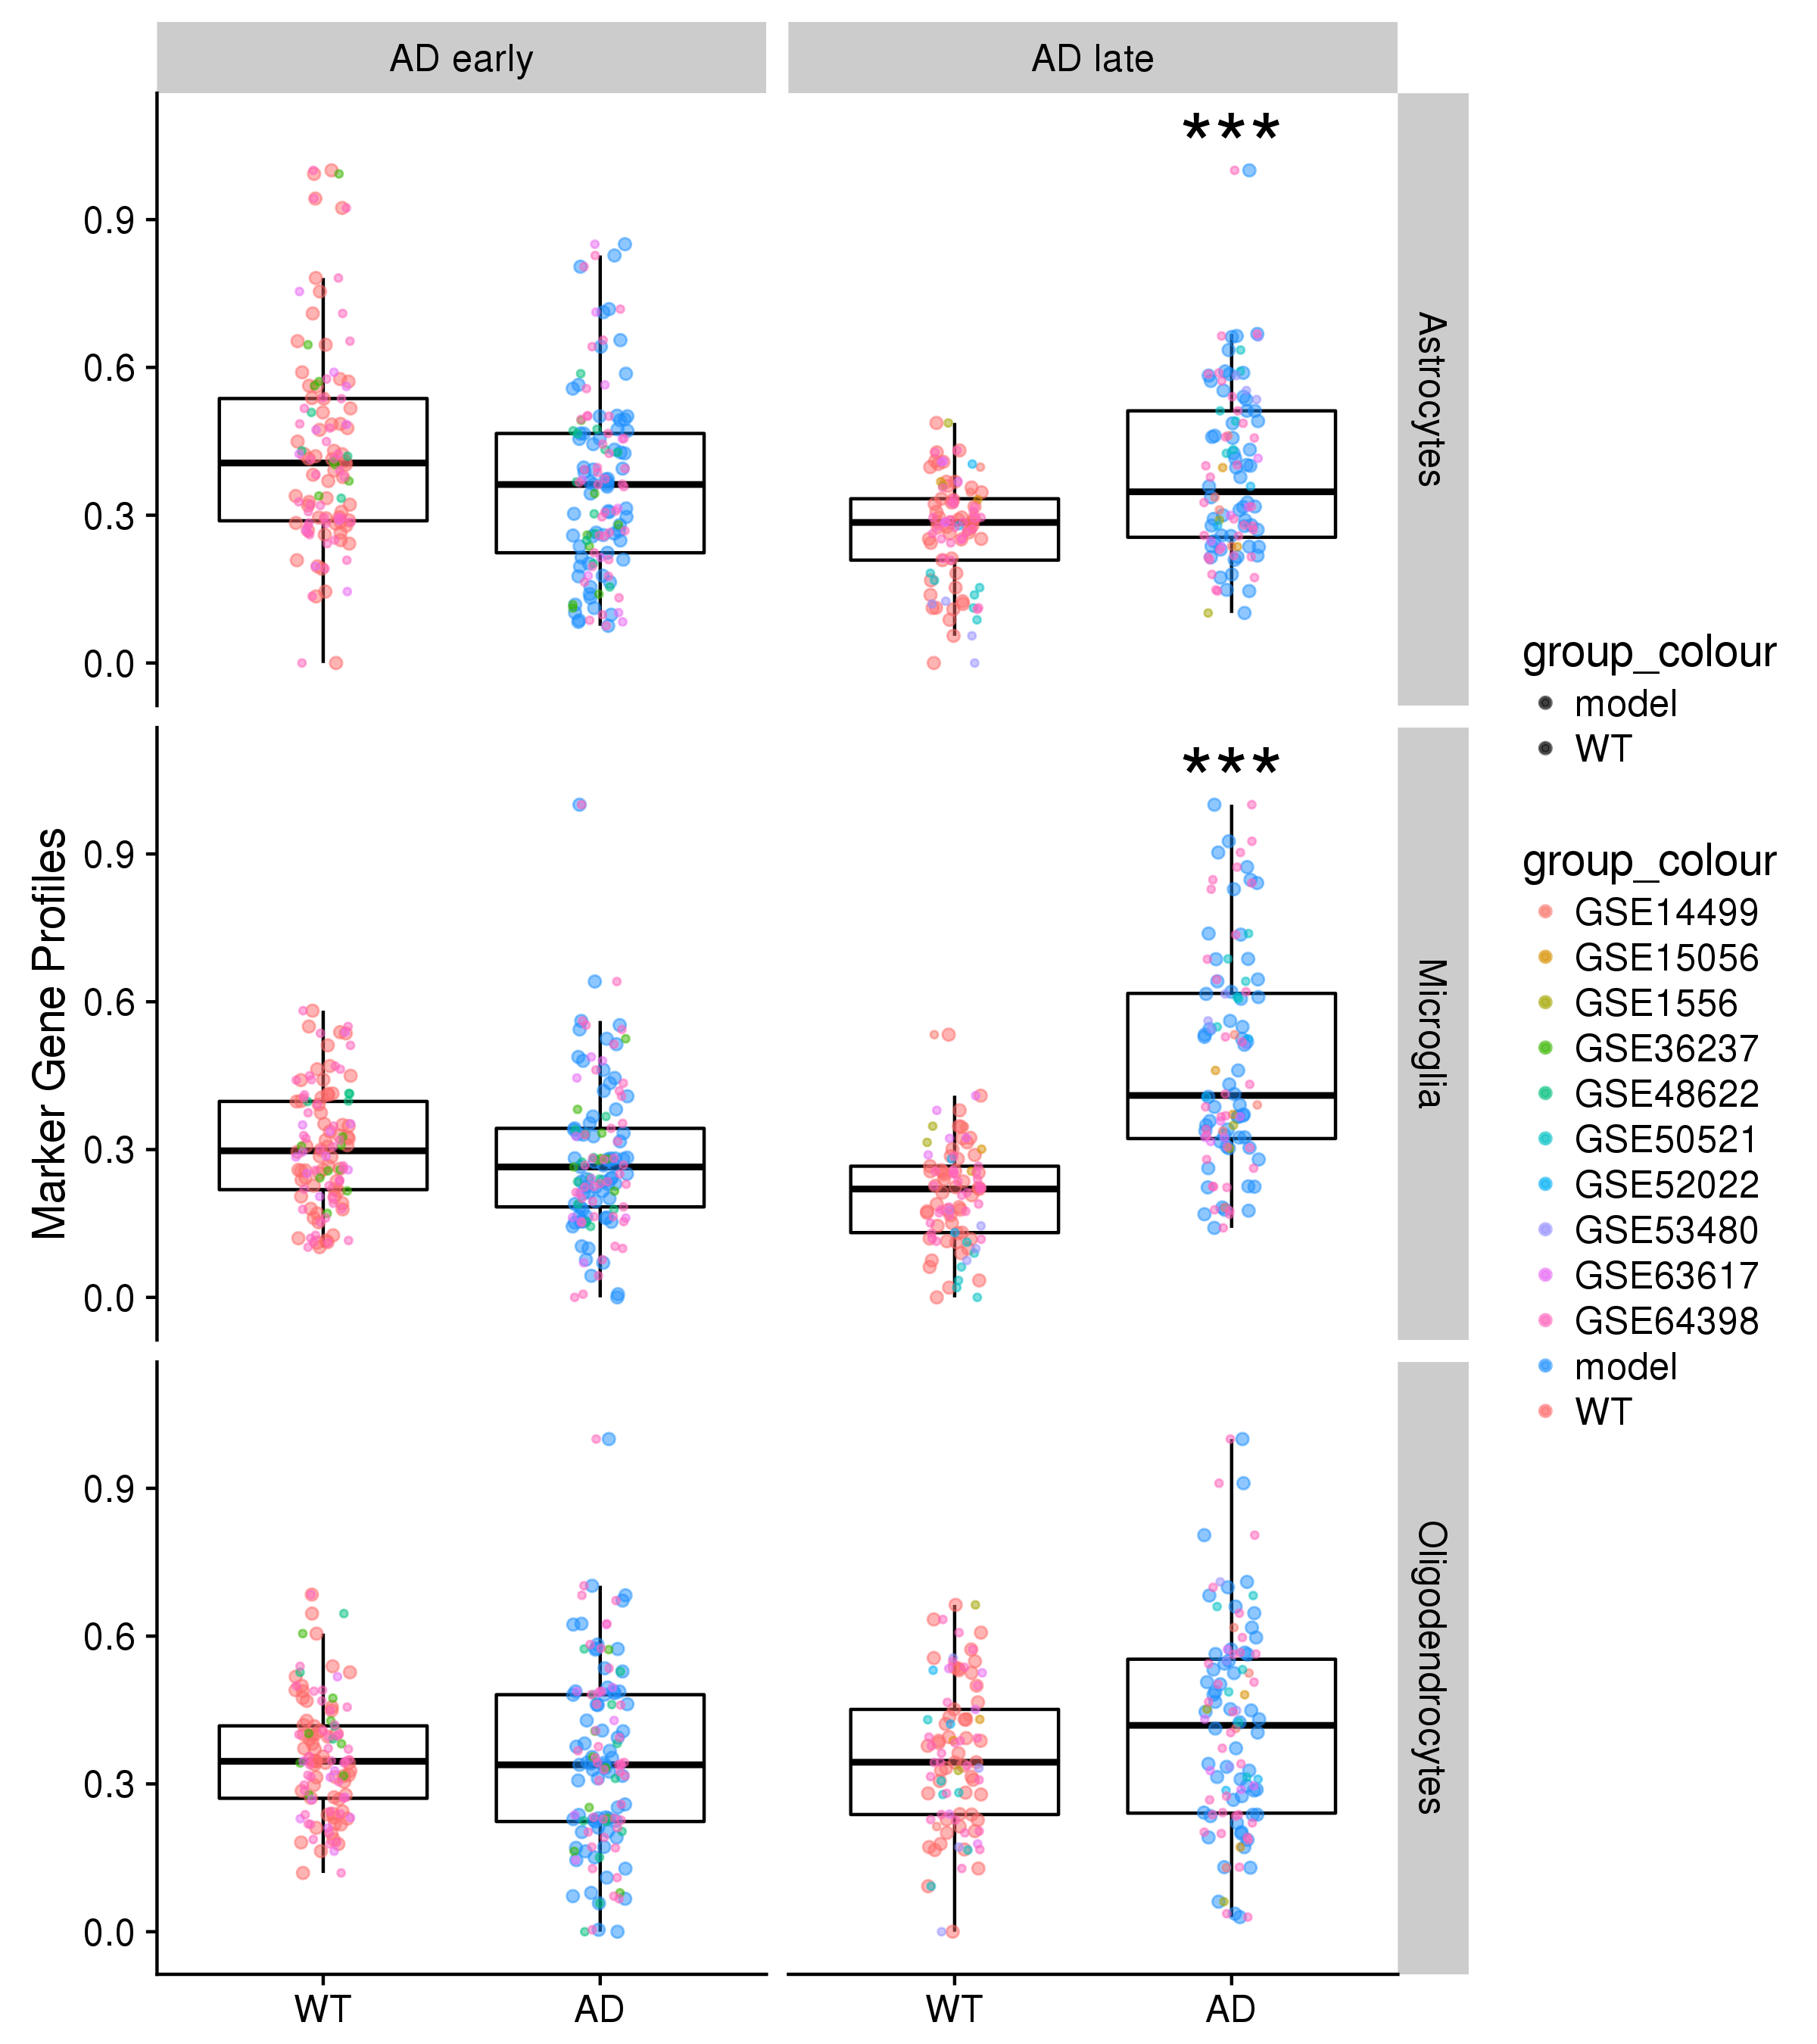 AD early
AD late
***
0.9
0.6
0.3
0.0
Astrocytes
***
0.9
0.6
0.3
0.0
Microglia
Marker Gene Profiles
0.9
0.6
0.3
0.0
Oligodendrocytes
WT
AD
WT
AD
group_colour
model
WT
group_colour
GSE14499
GSE15056
GSE1556
GSE36237
GSE48622
GSE50521
GSE52022
GSE53480
GSE63617
GSE64398
model
WT